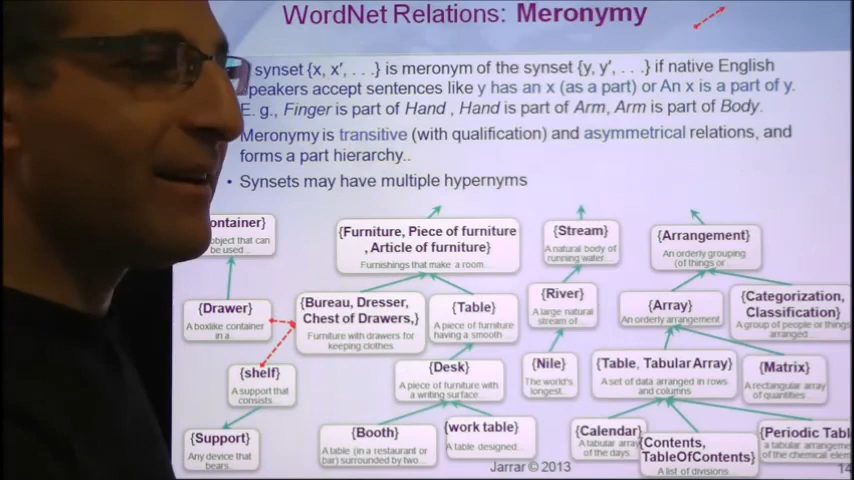 WordNet Relations: Meronymy
synset {x, x′, . . .} is meronym of the synset {y, y′, . . .} if native English
peakers accept sentences like y has an x (as a part) or An x is a part of y.
E. g., Finger is part of Hand , Hand is part of Arm, Arm is part of Body.
Meronymy is transitive (with qualification) and asymmetrical relations, and
forms a part hierarchy..
• Synsets may have multiple hypernyms
ontainer}
object that can
be used...
{Furniture, Piece of furniture
, Article of furniture}
Furnishings that make a room...
{Stream}
A natural body of
running water...
{Arrangement}
An orderly grouping
(of things or...
{Drawer}
A boxlike container
in a...
{Bureau, Dresser,
Chest of Drawers,}
Furniture with drawers for
keeping clothes
{Table}
A piece of furniture
having a smooth
{River}
A large natural
stream of...
{Array}
An orderly arrangement
{Categorization,
Classification}
A group of people or things
arranged...
{shelf}
A support that
consists...
{Desk}
A piece of furniture with
a writing surface...
{Nile}
The world's
longest...
{Table, Tabular Array}
A set of data arranged in rows
and columns
{Matrix}
A rectangular array
of quantities...
{Support}
Any device that
bears...
{Booth}
A table (in a restaurant or
bar) surrounded by two...
{work table}
A table designed...
{Calendar}
A tabular array
of the days...
{Contents,
TableOfContents}
A list of divisions...
{Periodic Tabl
a tabular arrangeme
of the chemical elem
Jarrar © 2013
14